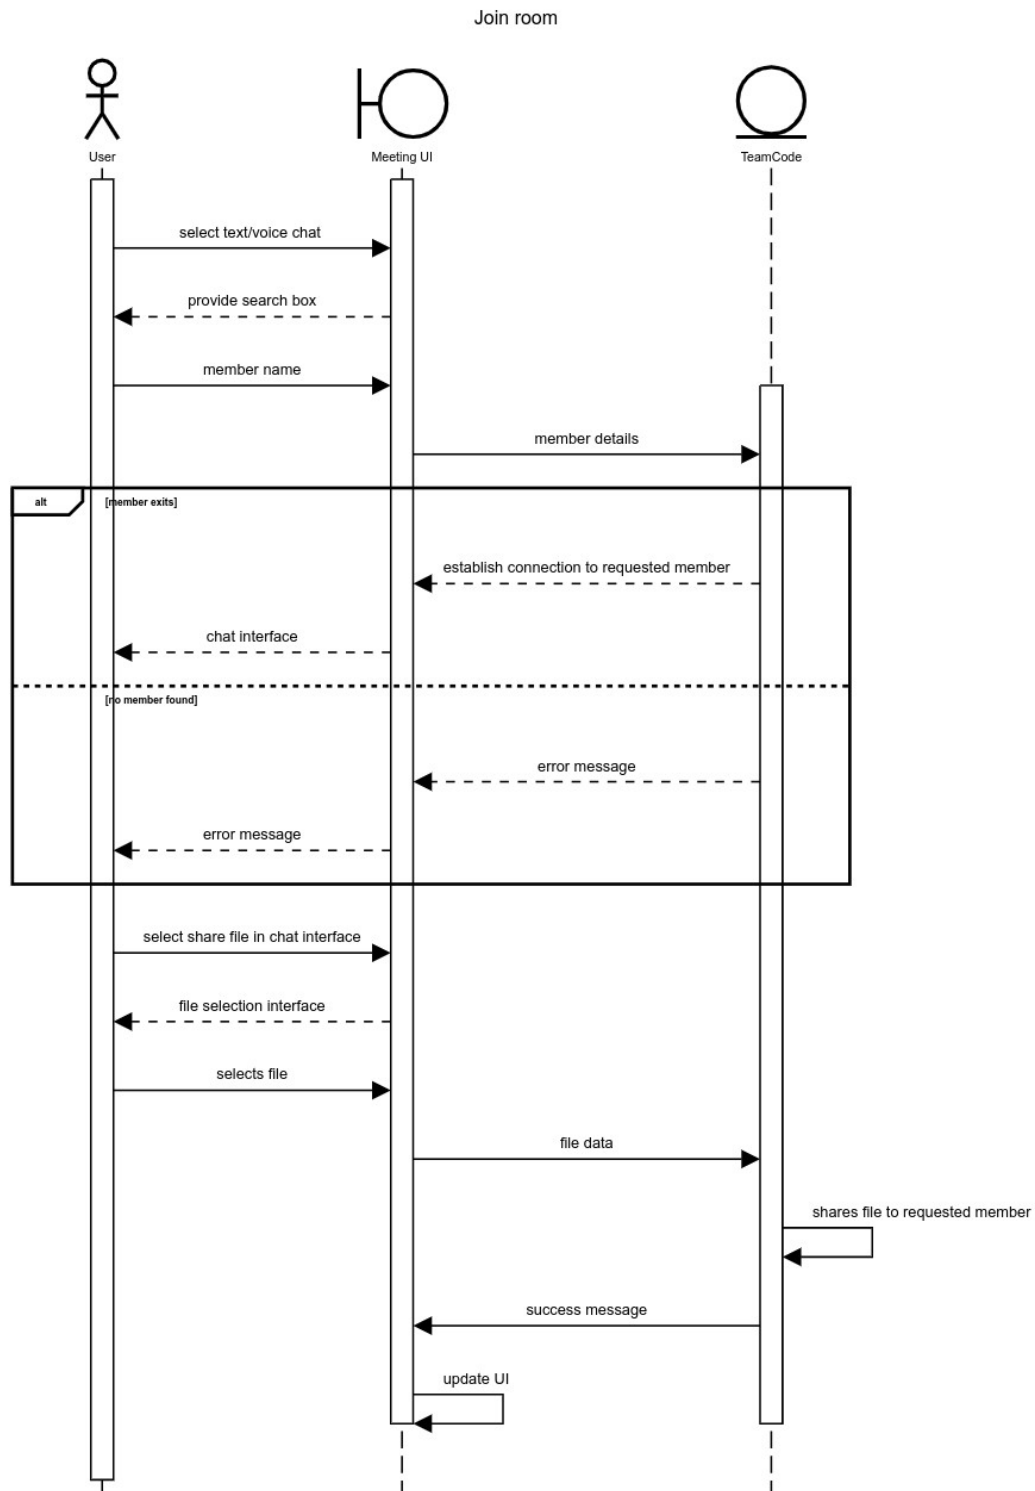 Join room
User
Meeting UI
TeamCode
select text/voice chat
provide search box
member name
member details
alt
[member exits]
establish connection to requested member
chat interface
[no member found]
error message
error message
select share file in chat interface
file selection interface
selects file
file data
shares file to requested member
success message
update UI